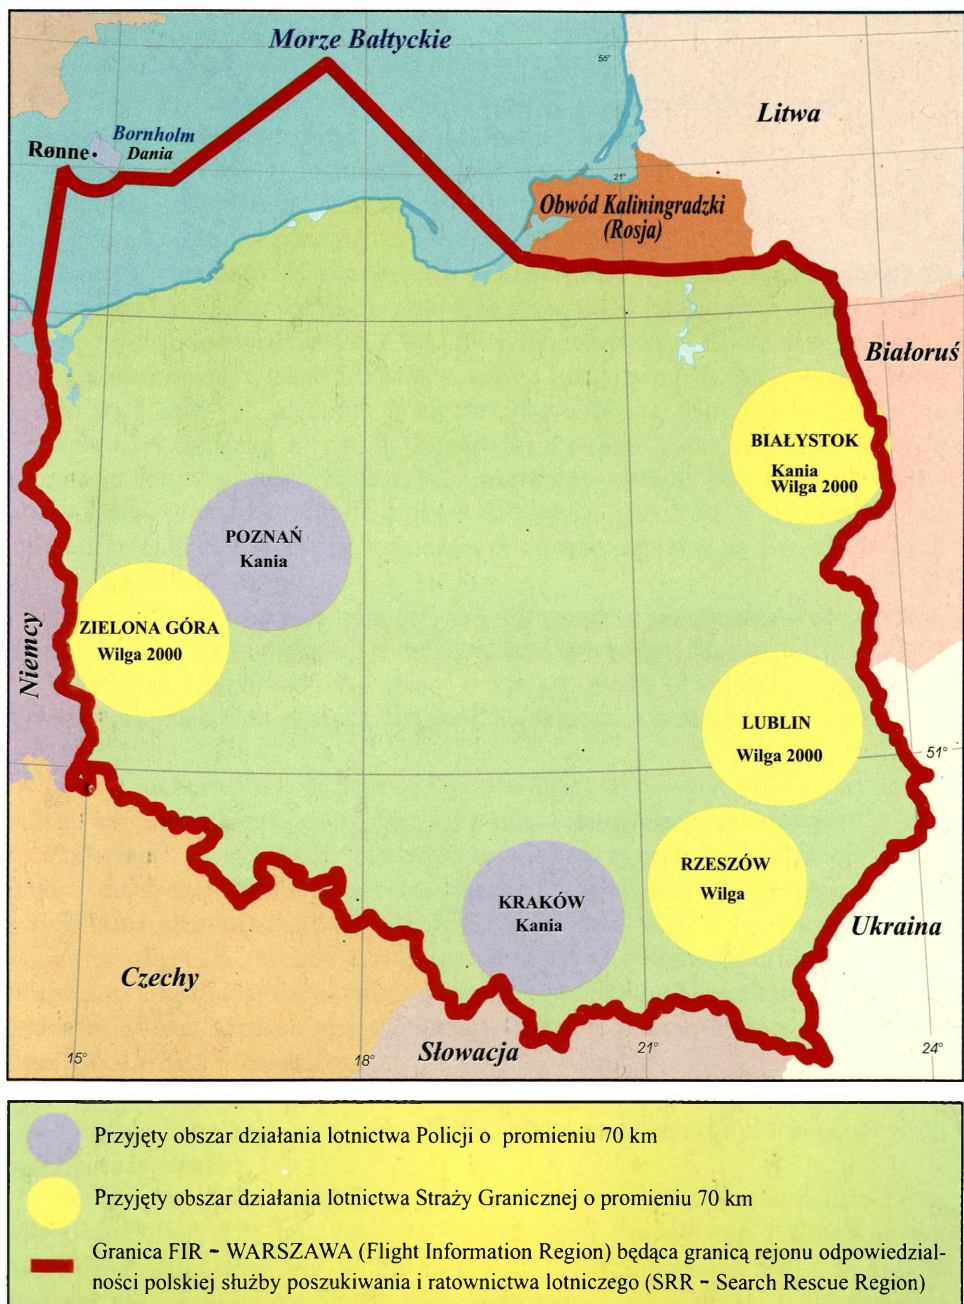 Morze Bałtyckie
56°
Litwa
Bornholm
Dania
Rønne
21°
Obwód Kaliningradzki
(Rosja)
Białoruś
BIAŁYSTOK
Kania
Wilga 2000
POZNAŃ
Kania
ZIELONA GÓRA
Wilga 2000
Niemcy
LUBLIN
Wilga 2000
51°
RZESZÓW
Wilga
KRAKÓW
Kania
Ukraina
Czechy
Słowacja
15°
18°
21°
24°
Przyjęty obszar działania lotnictwa Policji o promieniu 70 km
Przyjęty obszar działania lotnictwa Straży Granicznej o promieniu 70 km
Granica FIR – WARSZAWA (Flight Information Region) będąca granicą rejonu odpowiedzial-
ności polskiej służby poszukiwania i ratownictwa lotniczego (SRR – Search Rescue Region)